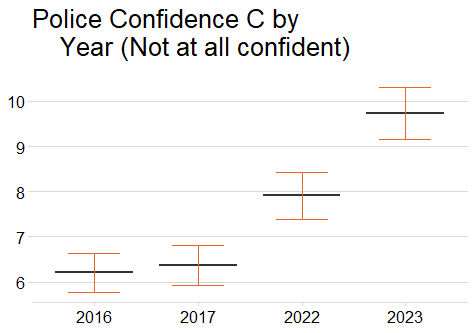 Police Confidence C by
Year (Not at all confident)
10
9
8
7
6
2016 2017 2022 2023